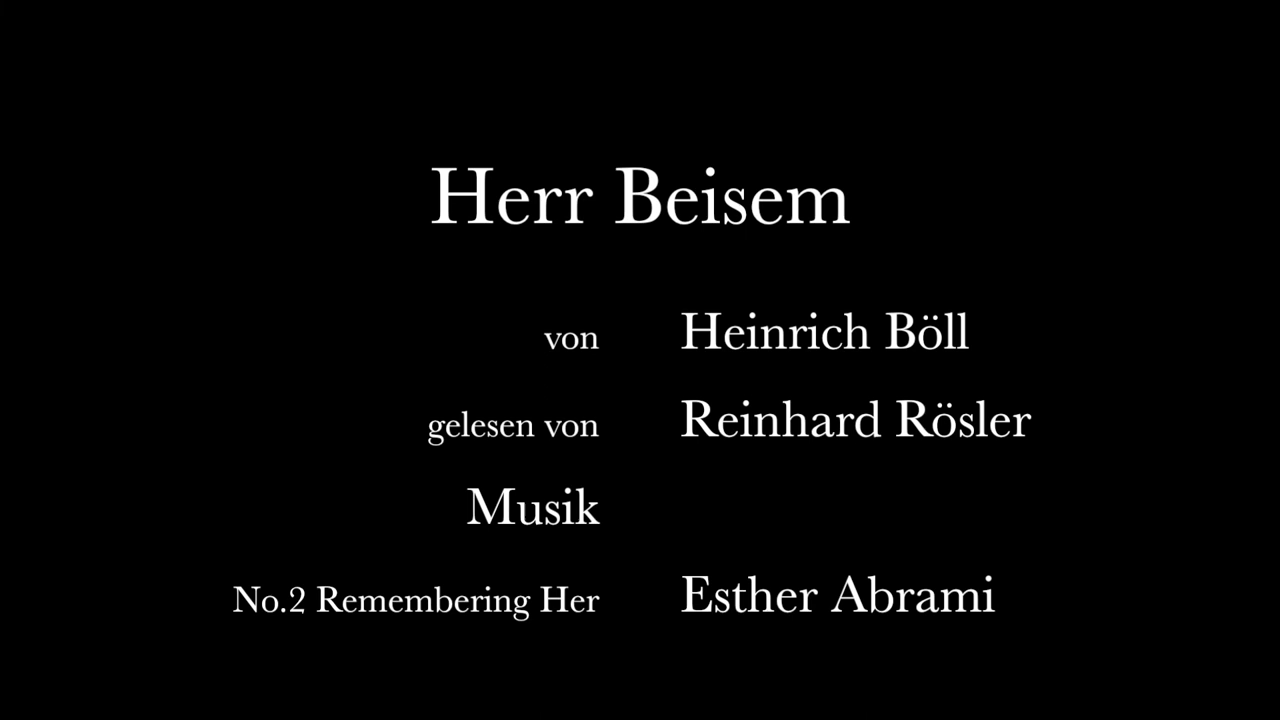 Herr Beisem
von Heinrich Böll
gelesen von Reinhard Rösler
Musik
No.2 Remembering Her Esther Abrami